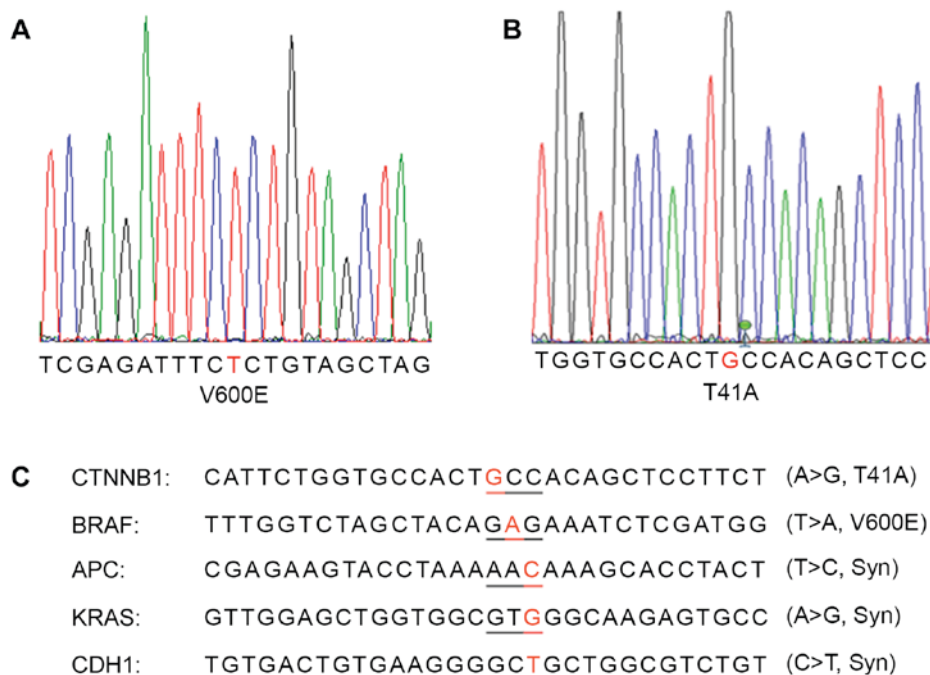 A
B
TCGAGATTTCTCTGTAGCTAG
V600E
TGGTGCCACTGCCACAGCTCC
T41A
C
CTNNB1: CATTCTGGTGCCACTGCCACAGCTCCTTCT (A>G, T41A)
BRAF: TTTGGTCTAGCTACAGAGAAATCTCGATGG (T>A, V600E)
APC: CGAGAAGTACCTAAAAACAAAGCACCTACT (T>C, Syn)
KRAS: GTTGGAGCTGGTGGCGTGGGCAAGAGTGCC (A>G, Syn)
CDH1: TGTGACTGTGAAGGGGCTGCTGGCGTCTGT (C>T, Syn)